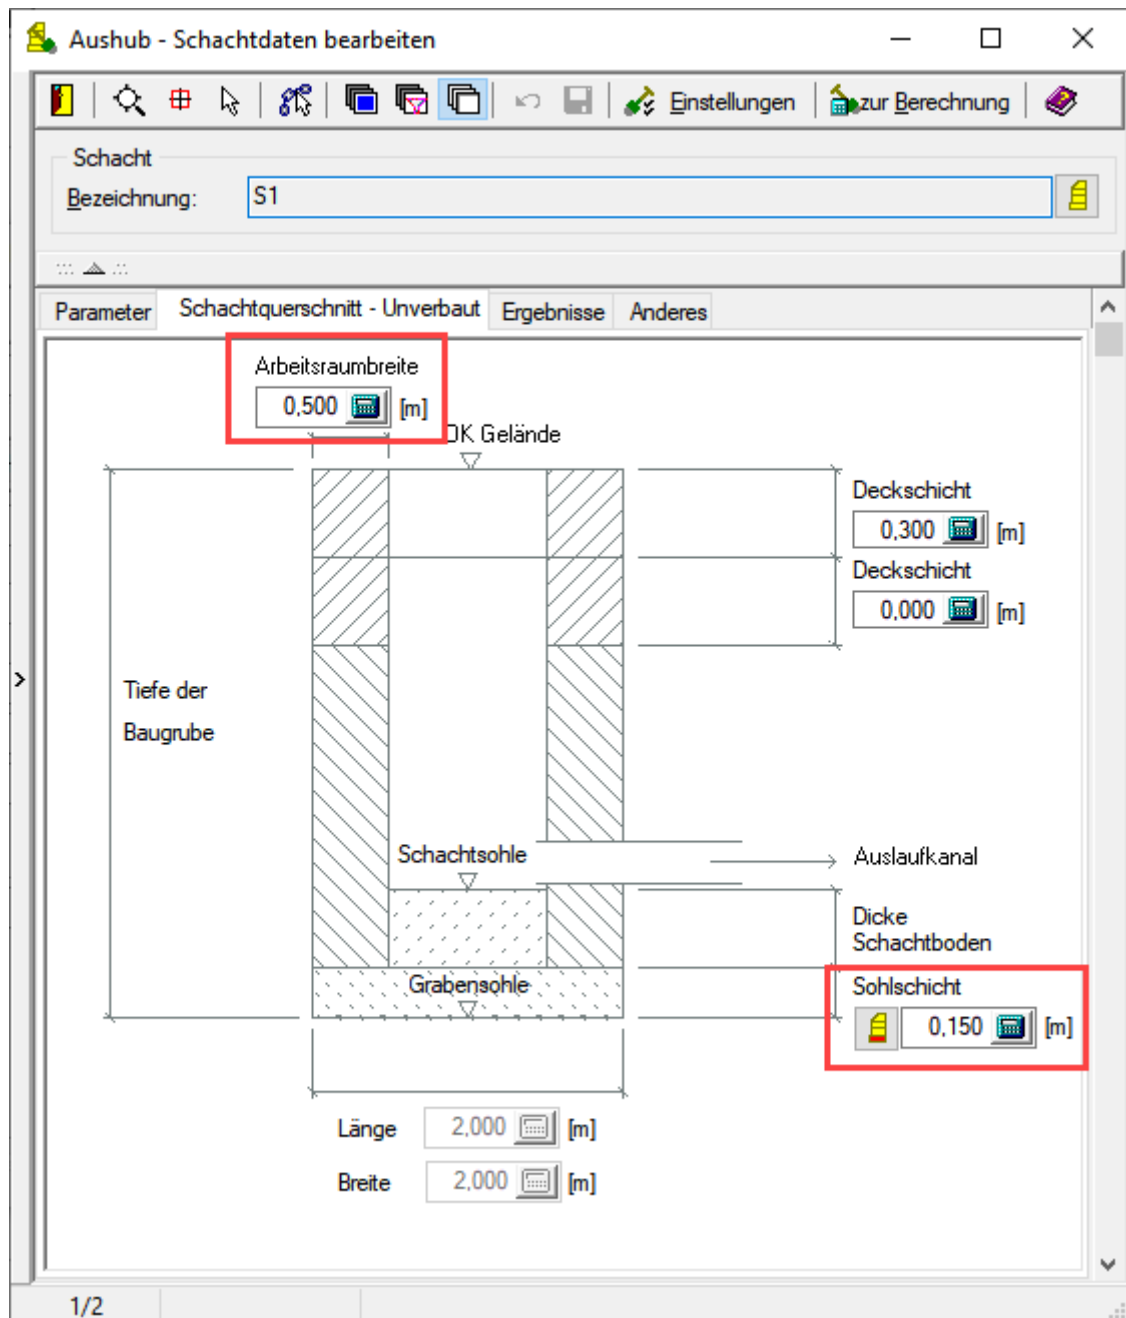 Aushub - Schachtdaten bearbeiten
Einstellungen zur Berechnung
Schacht
Bezeichnung: S1
Parameter Schachtquerschnitt - Unverbaut Ergebnisse Anderes
Arbeitsraumbreite
0,500 [m]
OK Gelände
Deckschicht
0,300 [m]
Deckschicht
0,000 [m]
Tiefe der
Baugrube
Schachtsohle
Auslaufkanal
Dicke
Schachtboden
Grabensohle
Sohlschicht
0,150 [m]
Länge 2,000 [m]
Breite 2,000 [m]
1/2